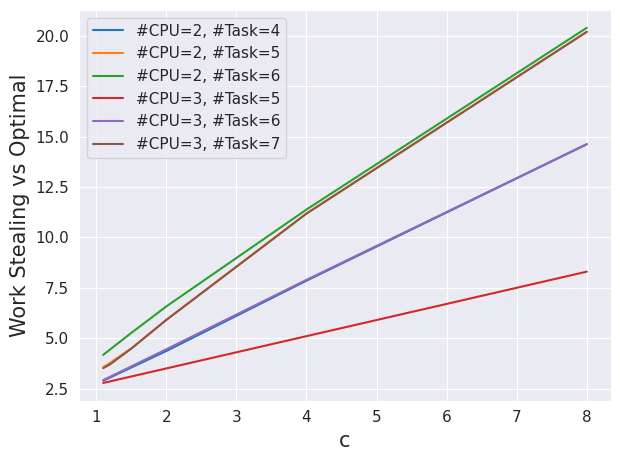 #CPU=2, #Task=4
#CPU=2, #Task=5
#CPU=2, #Task=6
#CPU=3, #Task=5
#CPU=3, #Task=6
#CPU=3, #Task=7
Work Stealing vs Optimal
20.0
17.5
15.0
12.5
10.0
7.5
5.0
2.5
1 2 3 4 5 6 7 8
c